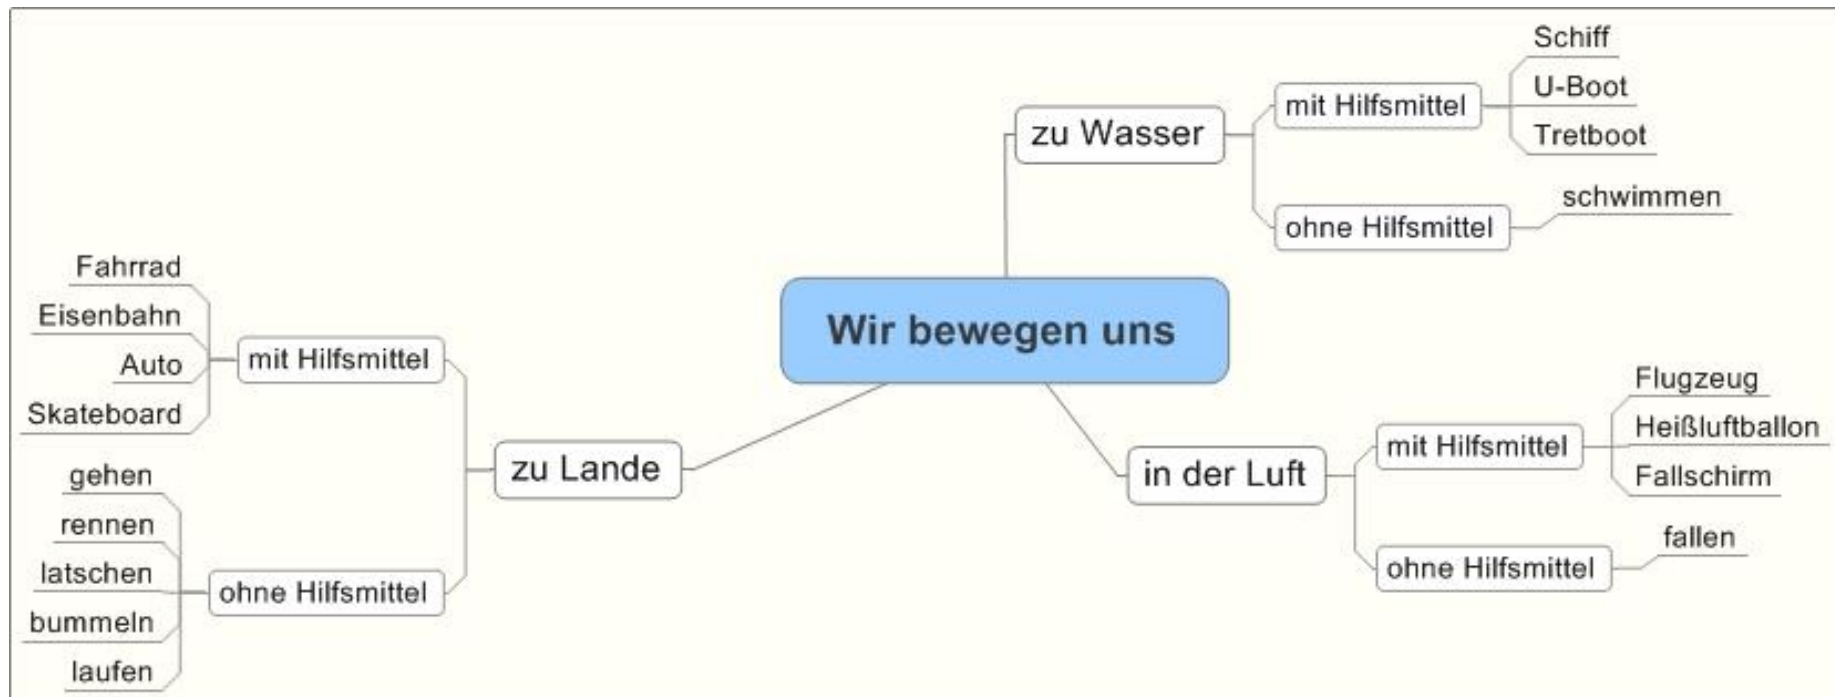 Wir bewegen uns
zu Wasser
mit Hilfsmittel
Schiff
U-Boot
Tretboot
ohne Hilfsmittel
schwimmen
in der Luft
mit Hilfsmittel
Flugzeug
Heißluftballon
Fallschirm
ohne Hilfsmittel
fallen
zu Lande
mit Hilfsmittel
Fahrrad
Eisenbahn
Auto
Skateboard
ohne Hilfsmittel
gehen
rennen
latschen
bummeln
laufen